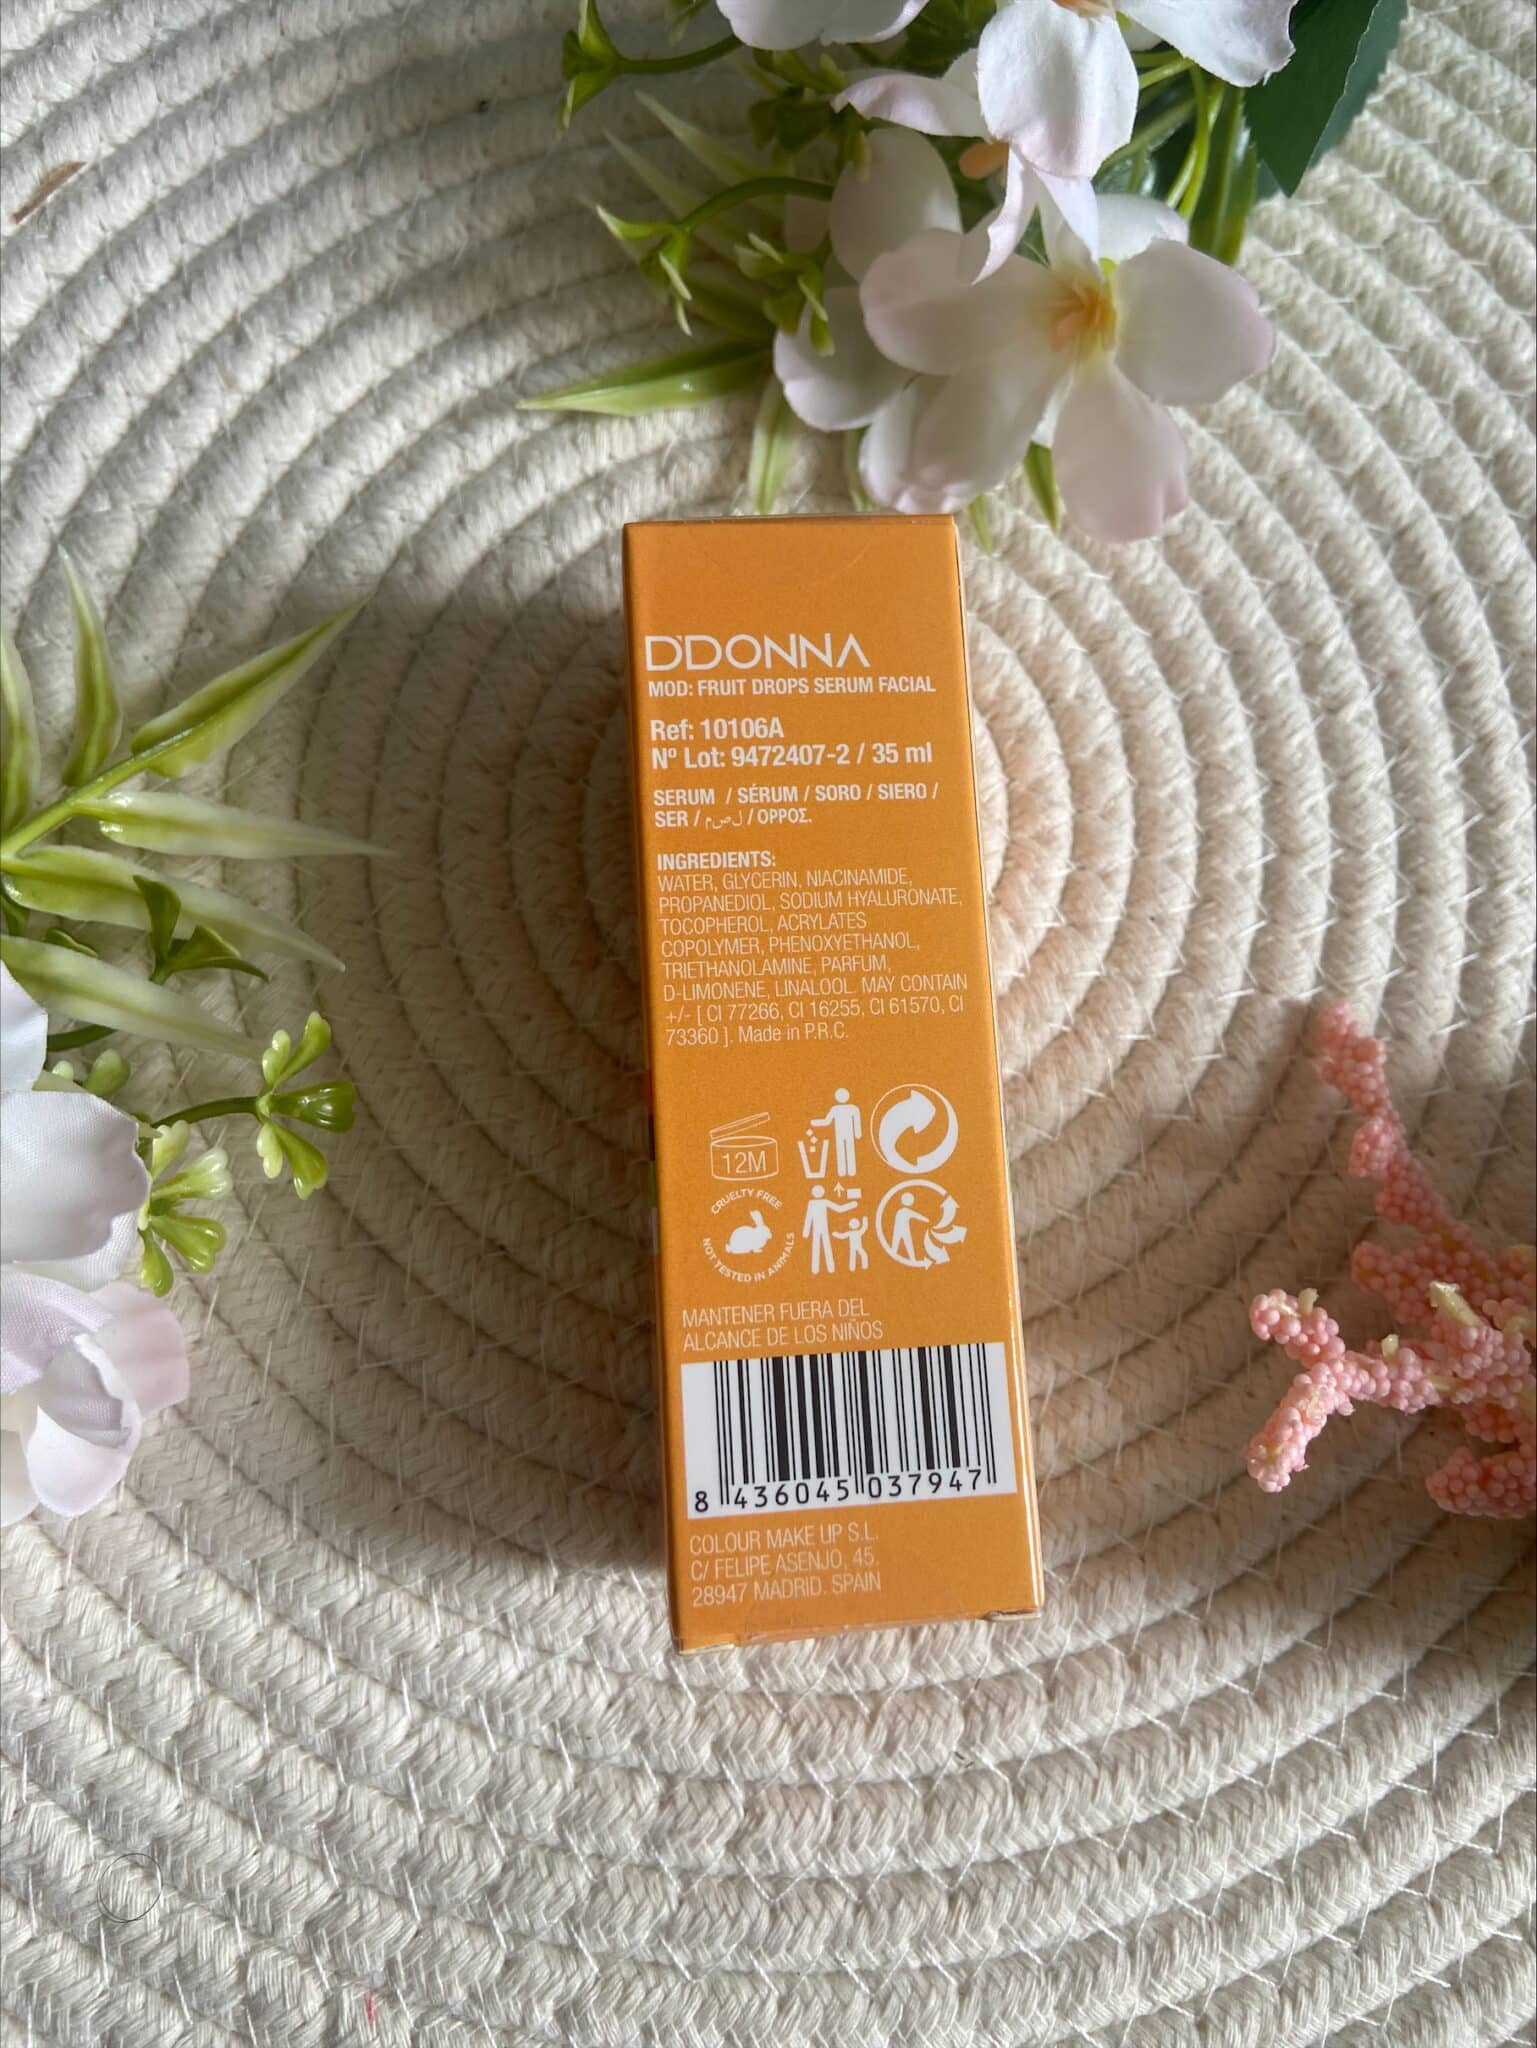 D'DONNA
MOD: FRUIT DROPS SERUM FACIAL
Ref: 10106A
Nº Lot: 9472407-2 / 35 ml
SERUM / SÉRUM / SORO / SIERO /
SER / ل ص م / ΟΡΡΟΣ.
INGREDIENTS:
WATER, GLYCERIN, NIACINAMIDE,
PROPANEDIOL, SODIUM HYALURONATE,
TOCOPHEROL, ACRYLATES
COPOLYMER, PHENOXYETHANOL,
TRIETHANOLAMINE, PARFUM,
D-LIMONENE, LINALOOL. MAY CONTAIN
+/- [ CI 77266, CI 16255, CI 61570, CI
73360 ]. Made in P.R.C.
12M
CRUELTY FREE
NOT TESTED IN ANIMALS
MANTENER FUERA DEL
ALCANCE DE LOS NIÑOS
8 436045 037947
COLOUR MAKE UP S.L.
C/ FELIPE ASENJO, 45.
28947 MADRID. SPAIN